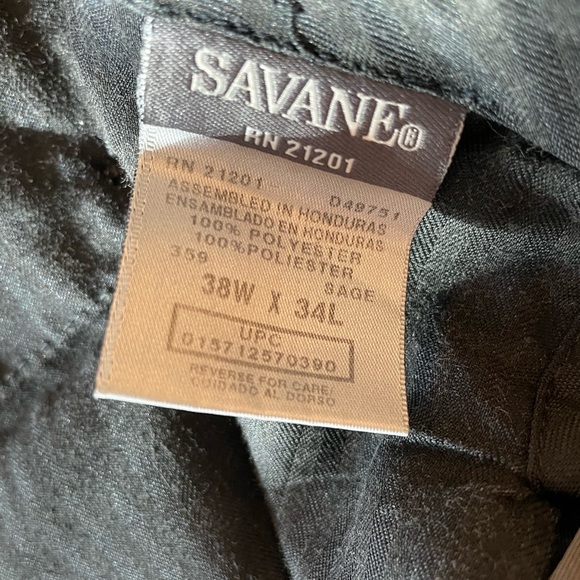 SAVANE®
RN 21201
RN 21201 D49751
ASSEMBLED IN HONDURAS
ENSAMBLADO EN HONDURAS
100% POLYESTER
100% POLIESTER
359 SAGE
38W X 34L
UPC
015712570390
REVERSE FOR CARE:
CUIDADO AL DORSO